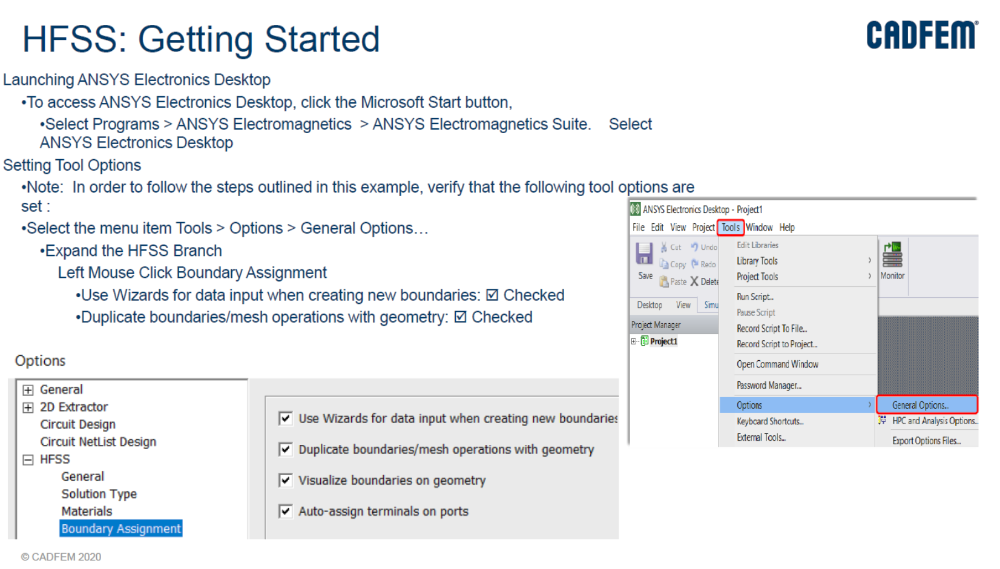 HFSS: Getting Started
CADFEM®
Launching ANSYS Electronics Desktop
•To access ANSYS Electronics Desktop, click the Microsoft Start button,
•Select Programs > ANSYS Electromagnetics > ANSYS Electromagnetics Suite. Select
ANSYS Electronics Desktop
Setting Tool Options
•Note: In order to follow the steps outlined in this example, verify that the following tool options are
set :
•Select the menu item Tools > Options > General Options…
•Expand the HFSS Branch
Left Mouse Click Boundary Assignment
•Use Wizards for data input when creating new boundaries: ☑ Checked
•Duplicate boundaries/mesh operations with geometry: ☑ Checked
ANSYS Electronics Desktop - Project1
File Edit View Project Tools Window Help
Cut Undo
Copy Redo
Save
Paste Delete
Desktop View Simu
Project Manager
Project1
Edit Libraries
Library Tools
Project Tools
Run Script...
Pause Script
Record Script To File...
Record Script to Project...
Open Command Window
Password Manager...
Options
Keyboard Shortcuts...
External Tools...
Monitor
General Options...
HPC and Analysis Options...
Export Options Files...
Options
General
2D Extractor
Circuit Design
Circuit NetList Design
HFSS
General
Solution Type
Materials
Boundary Assignment
Use Wizards for data input when creating new boundaries
Duplicate boundaries/mesh operations with geometry
Visualize boundaries on geometry
Auto-assign terminals on ports
© CADFEM 2020